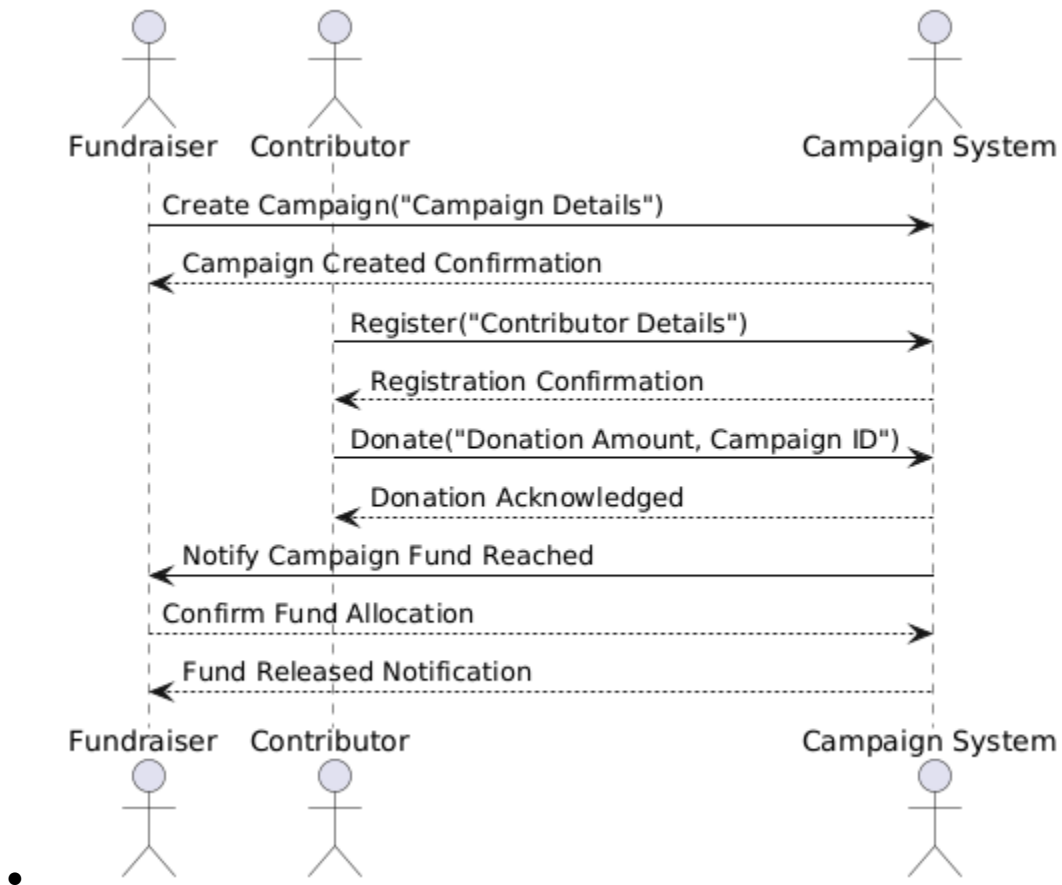 Fundraiser Contributor Campaign System
Create Campaign("Campaign Details")
Campaign Created Confirmation
Register("Contributor Details")
Registration Confirmation
Donate("Donation Amount, Campaign ID")
Donation Acknowledged
Notify Campaign Fund Reached
Confirm Fund Allocation
Fund Released Notification
Fundraiser Contributor Campaign System